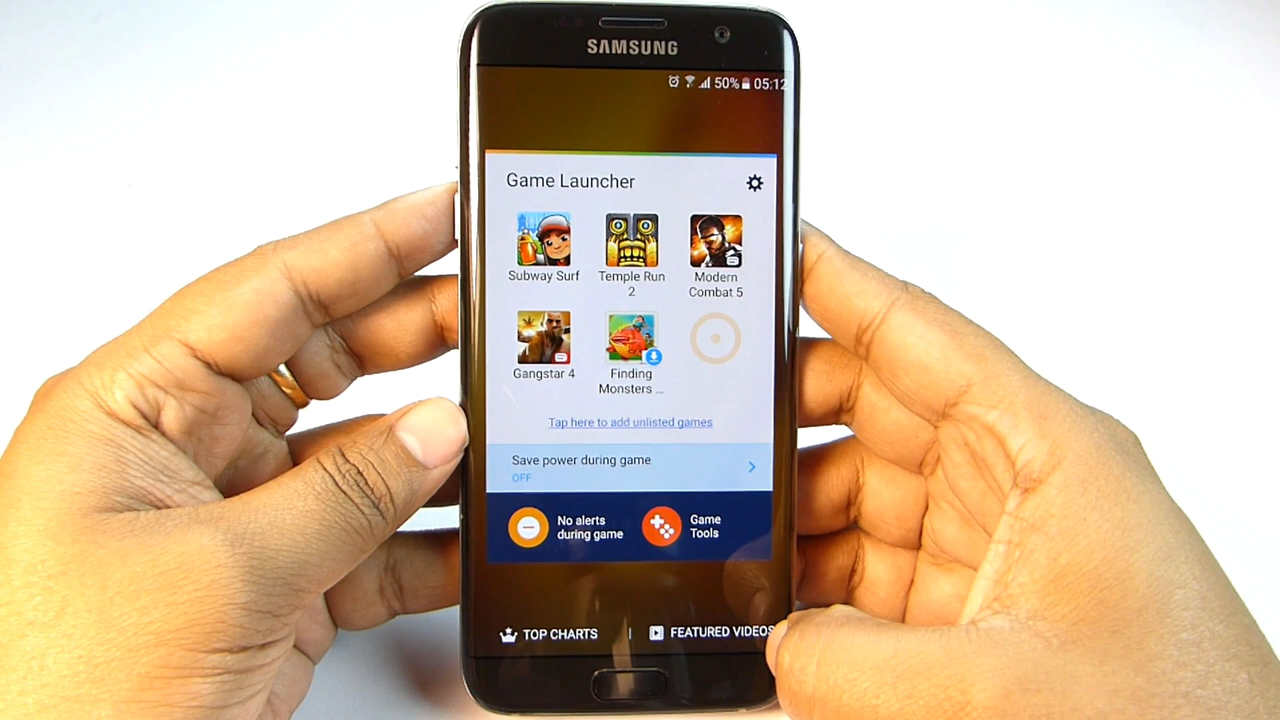 SAMSUNG
50% 05:12
Game Launcher
Subway Surf
Temple Run
2
Modern
Combat 5
Gangstar 4
Finding
Monsters ...
Tap here to add unlisted games
Save power during game
OFF
No alerts
during game
Game
Tools
TOP CHARTS | FEATURED VIDEOS